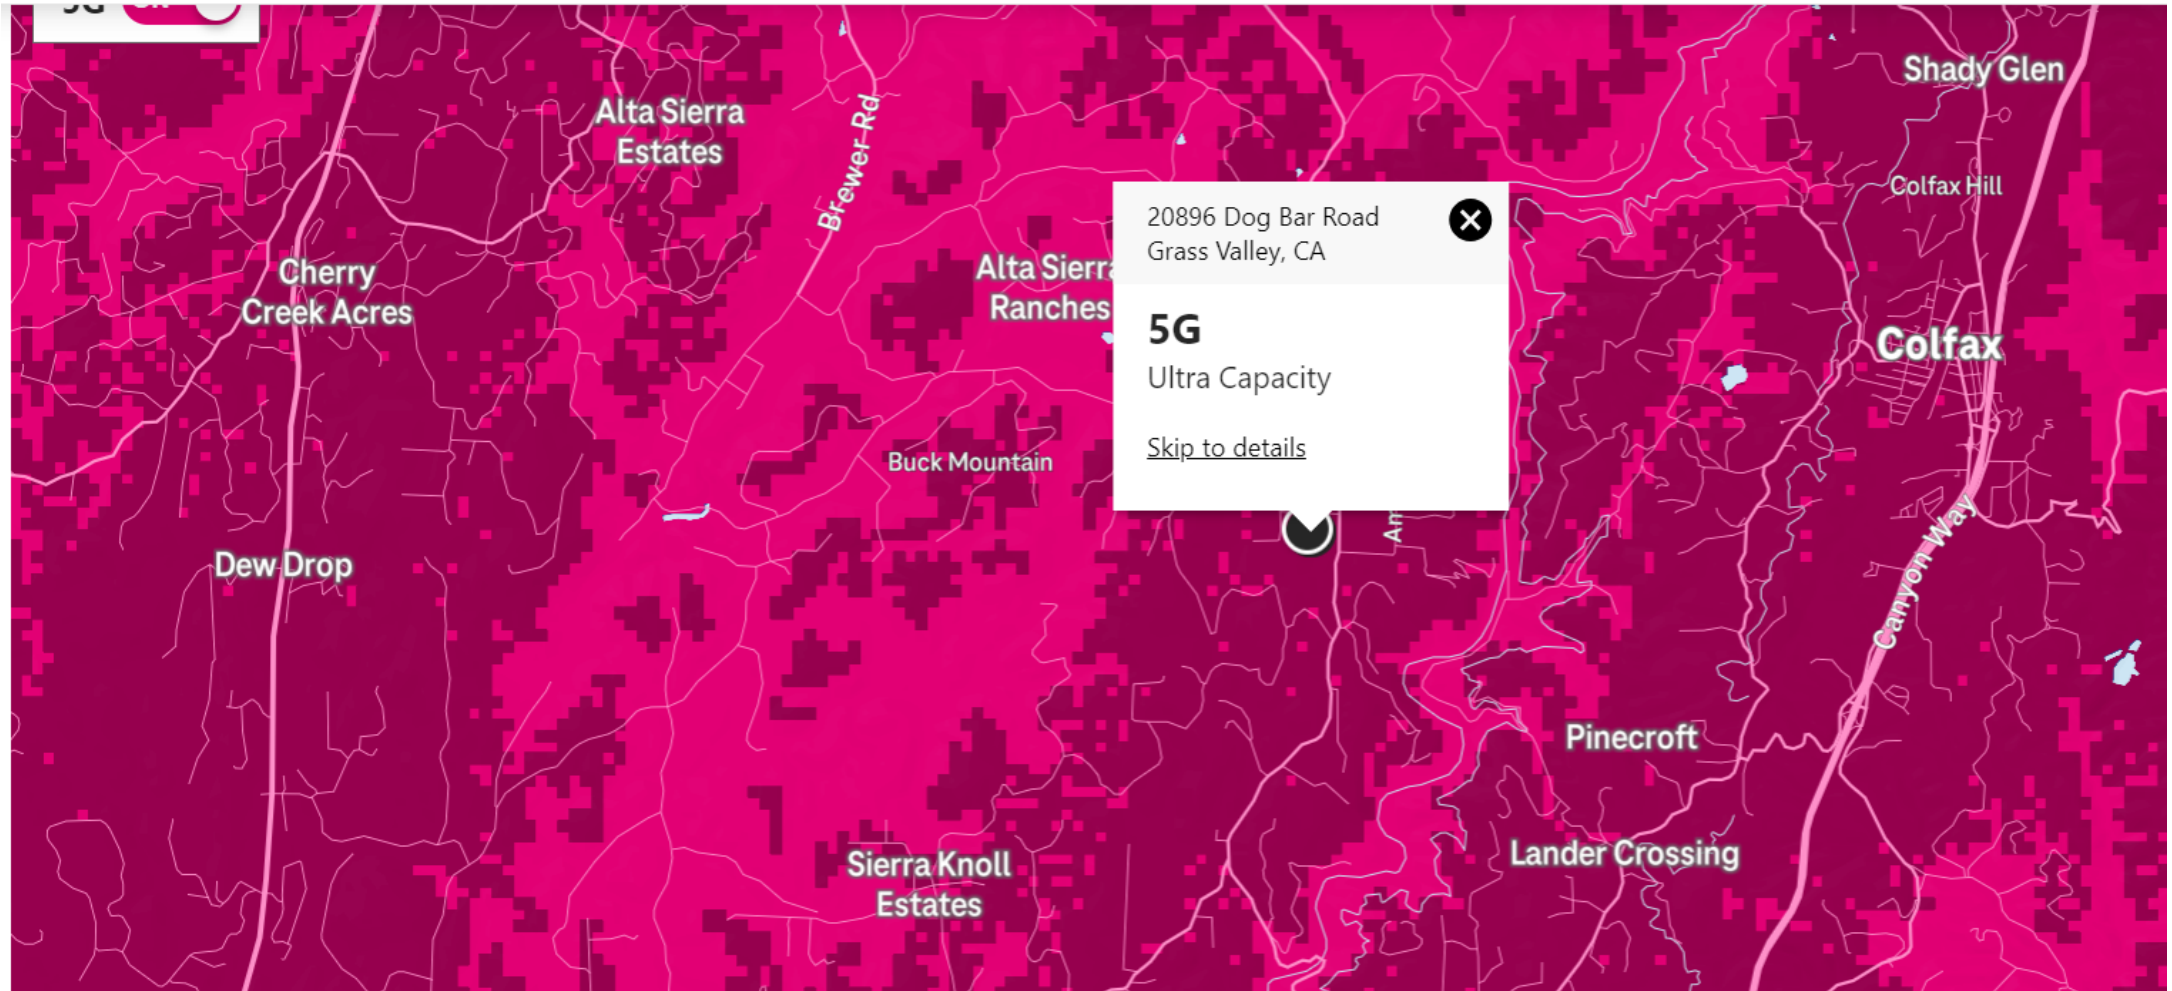 5G
Shady Glen
Alta Sierra
Estates
Brewer Rd
Colfax Hill
20896 Dog Bar Road
Grass Valley, CA
Alta Sierra
Ranches
Cherry
Creek Acres
5G
Ultra Capacity
Colfax
Skip to details
Buck Mountain
Am
Canyon Way
Dew Drop
Pinecroft
Lander Crossing
Sierra Knoll
Estates